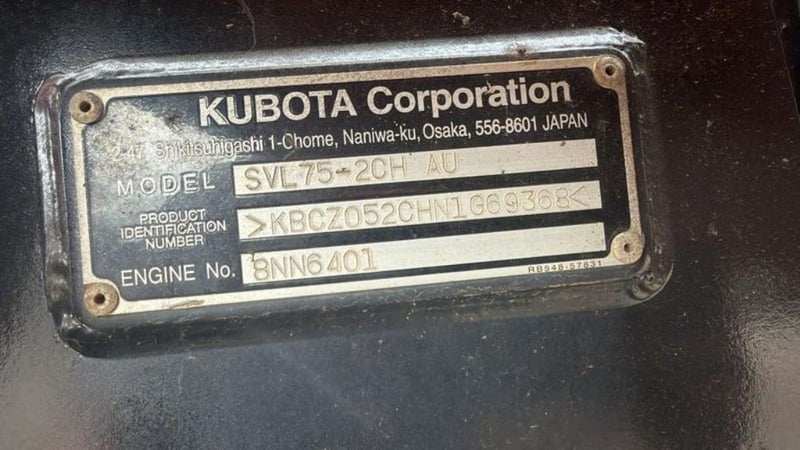 KUBOTA Corporation
2-47 Shikitsuhigashi 1-Chome, Naniwa-ku, Osaka, 556-8601 JAPAN
MODEL SVL75-2CH AU
PRODUCT
IDENTIFICATION
NUMBER >KBCZ052CHN1G69368<
ENGINE No. 8NN6401
RB548-57831